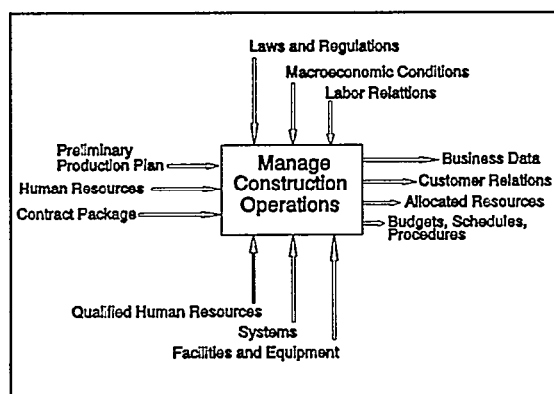 Laws and Regulations
Macroeconomic Conditions
Labor Relattions
Preliminary
Production Plan
Human Resources
Contract Package
Manage
Construction
Operations
Business Data
Customer Relations
Allocated Resources
Budgets, Schedules,
Procedures
Qualified Human Resources
Systems
Facilities and Equipment